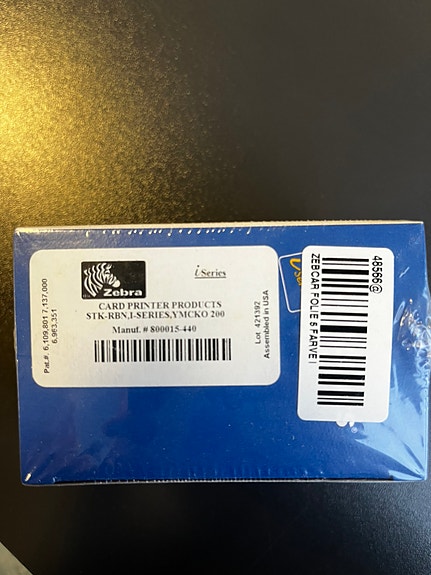 Zebra
i Series
CARD PRINTER PRODUCTS
STK-RBN,I-SERIES,YMCKO 200
Manuf. # 800015-440
Pat.#. 6,109,801 7,137,000
6,963,351
Lot 421392
Assembled in USA
48566@
ZEBCAR FOLIE 5 FARVE I